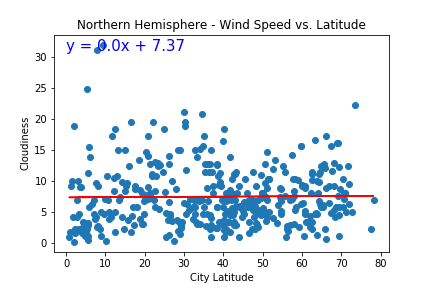 Northern Hemisphere - Wind Speed vs. Latitude
y = 0.0x + 7.37
30
25
20
15
10
5
0
Cloudiness
0 10 20 30 40 50 60 70 80
City Latitude